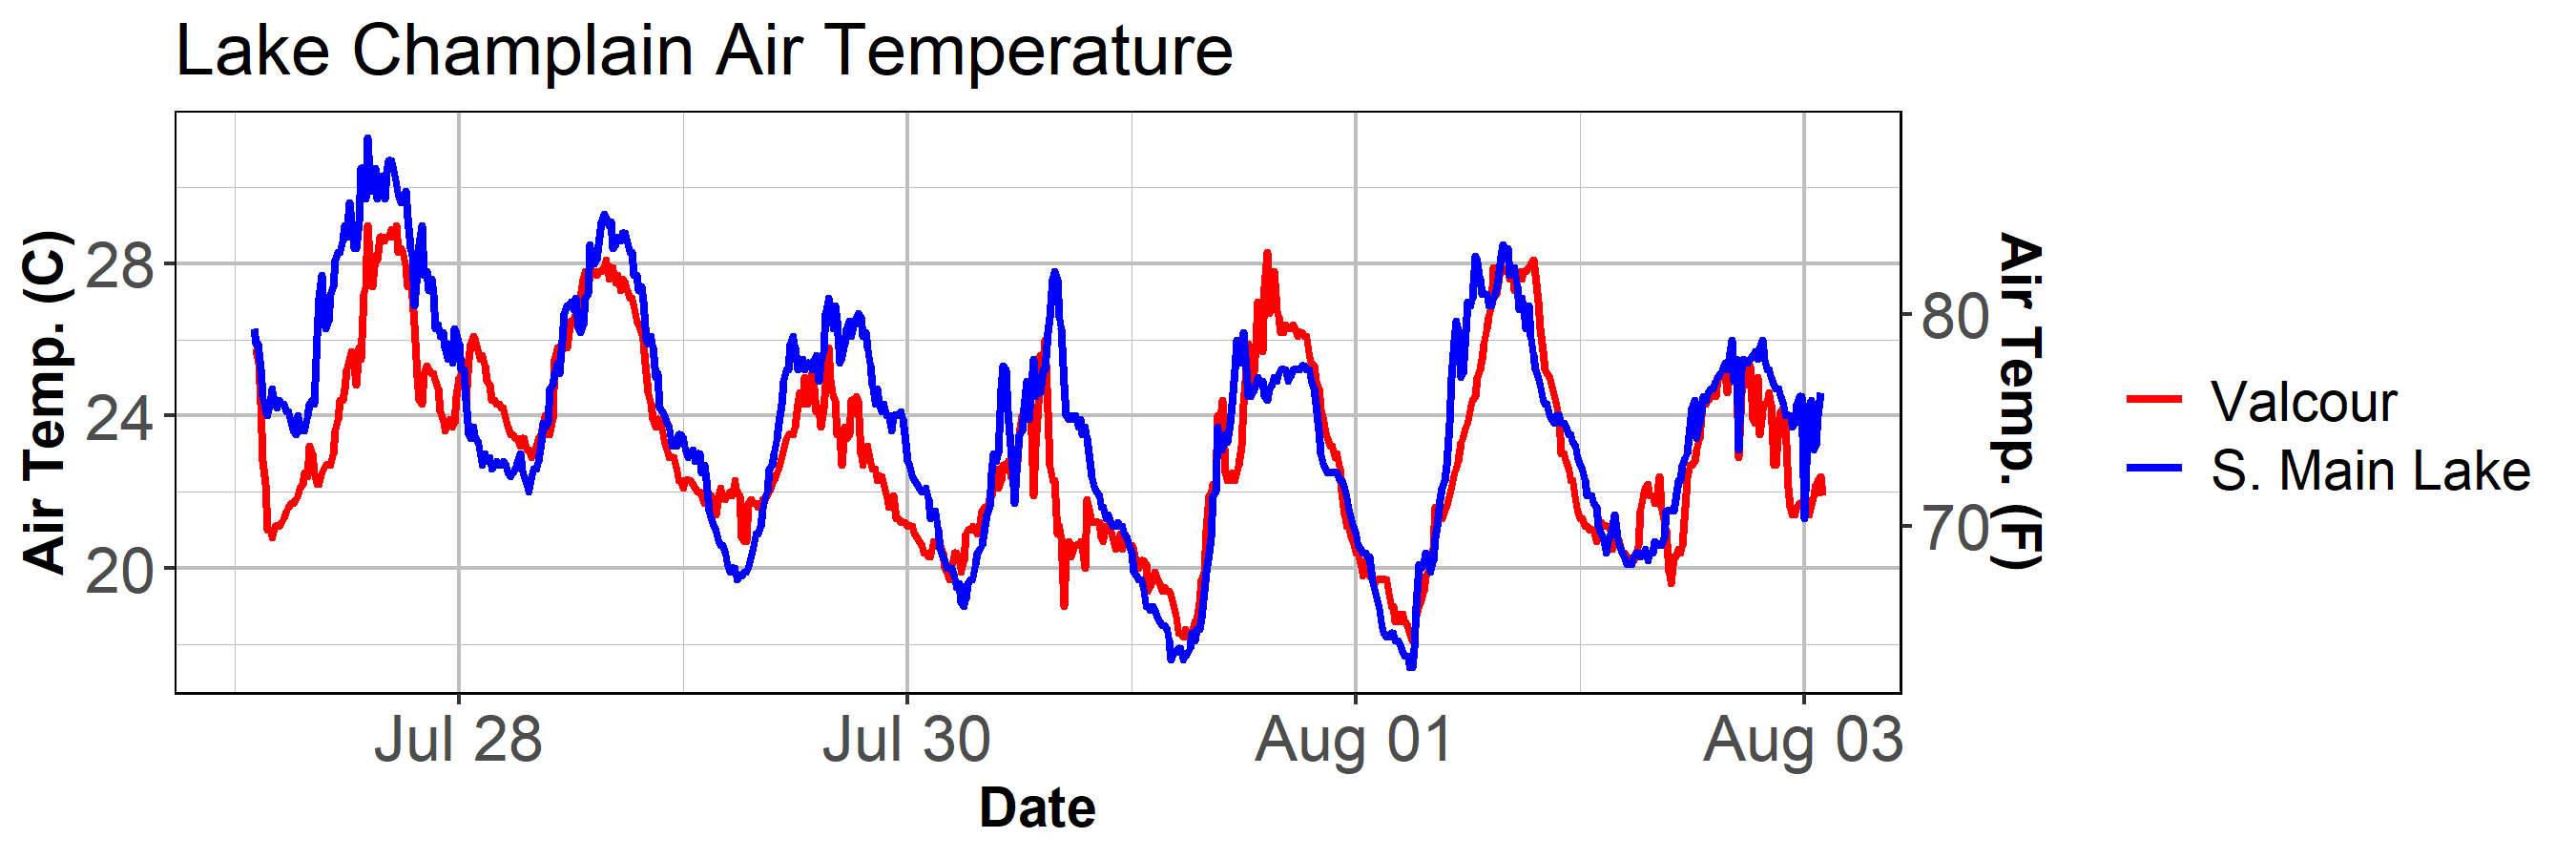 Lake Champlain Air Temperature
Air Temp. (C)
28
24
20
Air Temp. (F)
80
70
Jul 28
Jul 30
Aug 01
Aug 03
Date
Valcour
S. Main Lake